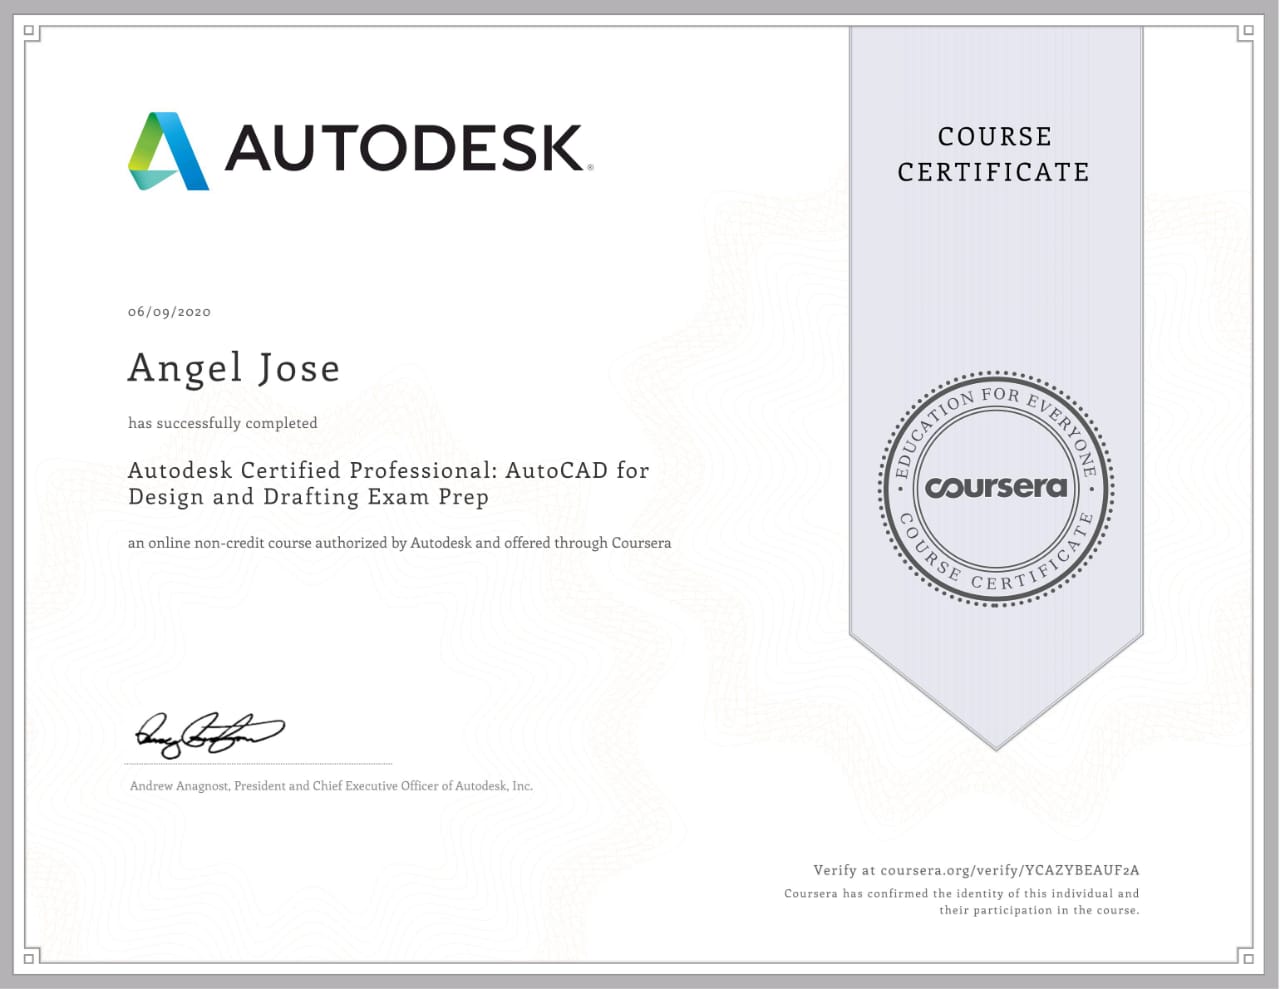 AUTODESK®
COURSE
CERTIFICATE
06/09/2020
Angel Jose
has successfully completed
Autodesk Certified Professional: AutoCAD for
Design and Drafting Exam Prep
an online non-credit course authorized by Autodesk and offered through Coursera
EDUCATION FOR EVERYONE
coursera
COURSE CERTIFICATE
Andrew Anagnost, President and Chief Executive Officer of Autodesk, Inc.
Verify at coursera.org/verify/YCAZYBEAUF2A
Coursera has confirmed the identity of this individual and
their participation in the course.